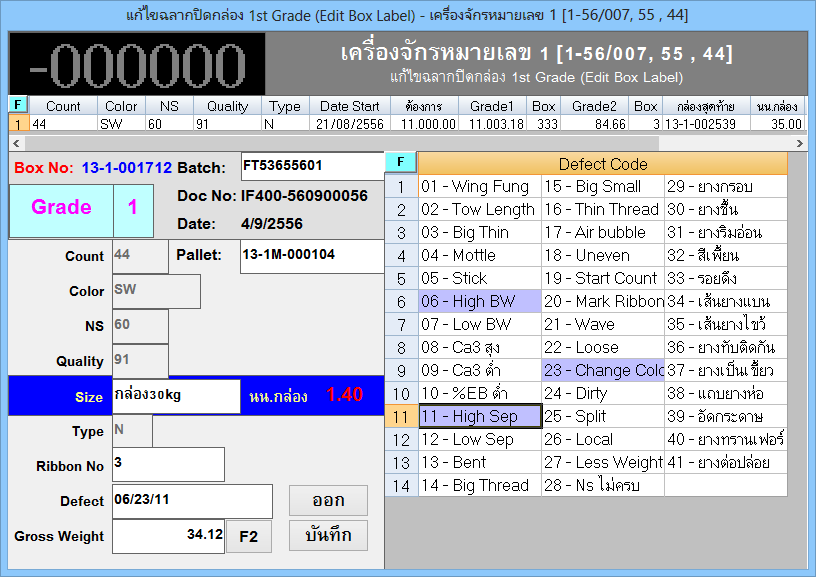 แก้ไขฉลากปิดกล่อง 1st Grade (Edit Box Label) - เครื่องจักรหมายเลข 1 [1-56/007, 55 , 44]
-000000
เครื่องจักรหมายเลข 1 [1-56/007, 55 , 44]
แก้ไขฉลากปิดกล่อง 1st Grade (Edit Box Label)
F Count Color NS Quality Type Date Start ต้องการ Grade1 Box Grade2 Box กล่องสุดท้าย นน.กล่อง
1 44 SW 60 91 N 21/08/2556 11.000.00 11.003.18 333 84.66 3 13-1-002539 35.00
Box No: 13-1-001712 Batch: FT53655601
Grade 1
Doc No: IF400-560900056
Date: 4/9/2556
Count 44 Pallet: 13-1M-000104
Color SW
NS 60
Quality 91
Size กล่อง30kg นน.กล่อง 1.40
Type N
Ribbon No 3
Defect 06/23/11 ออก
Gross Weight 34.12 F2 บันทึก
F Defect Code
1 01 - Wing Fung 15 - Big Small 29 - ยางกรอบ
2 02 - Tow Length 16 - Thin Thread 30 - ยางชื้น
3 03 - Big Thin 17 - Air bubble 31 - ยางริมอ่อน
4 04 - Mottle 18 - Uneven 32 - สีเพี้ยน
5 05 - Stick 19 - Start Count 33 - รอยดึง
6 06 - High BW 20 - Mark Ribbon 34 - เส้นยางแบน
7 07 - Low BW 21 - Wave 35 - เส้นยางไขว้
8 08 - Ca3 สูง 22 - Loose 36 - ยางทับติดกัน
9 09 - Ca3 ต่ำ 23 - Change Colo 37 - ยางเป็นเขี้ยว
10 10 - %EB ต่ำ 24 - Dirty 38 - แถบยางห่อ
11 11 - High Sep 25 - Split 39 - อัดกระดาษ
12 12 - Low Sep 26 - Local 40 - ยางทรานเฟอร์
13 13 - Bent 27 - Less Weight 41 - ยางต่อปล่อย
14 14 - Big Thread 28 - Ns ไม่ครบ